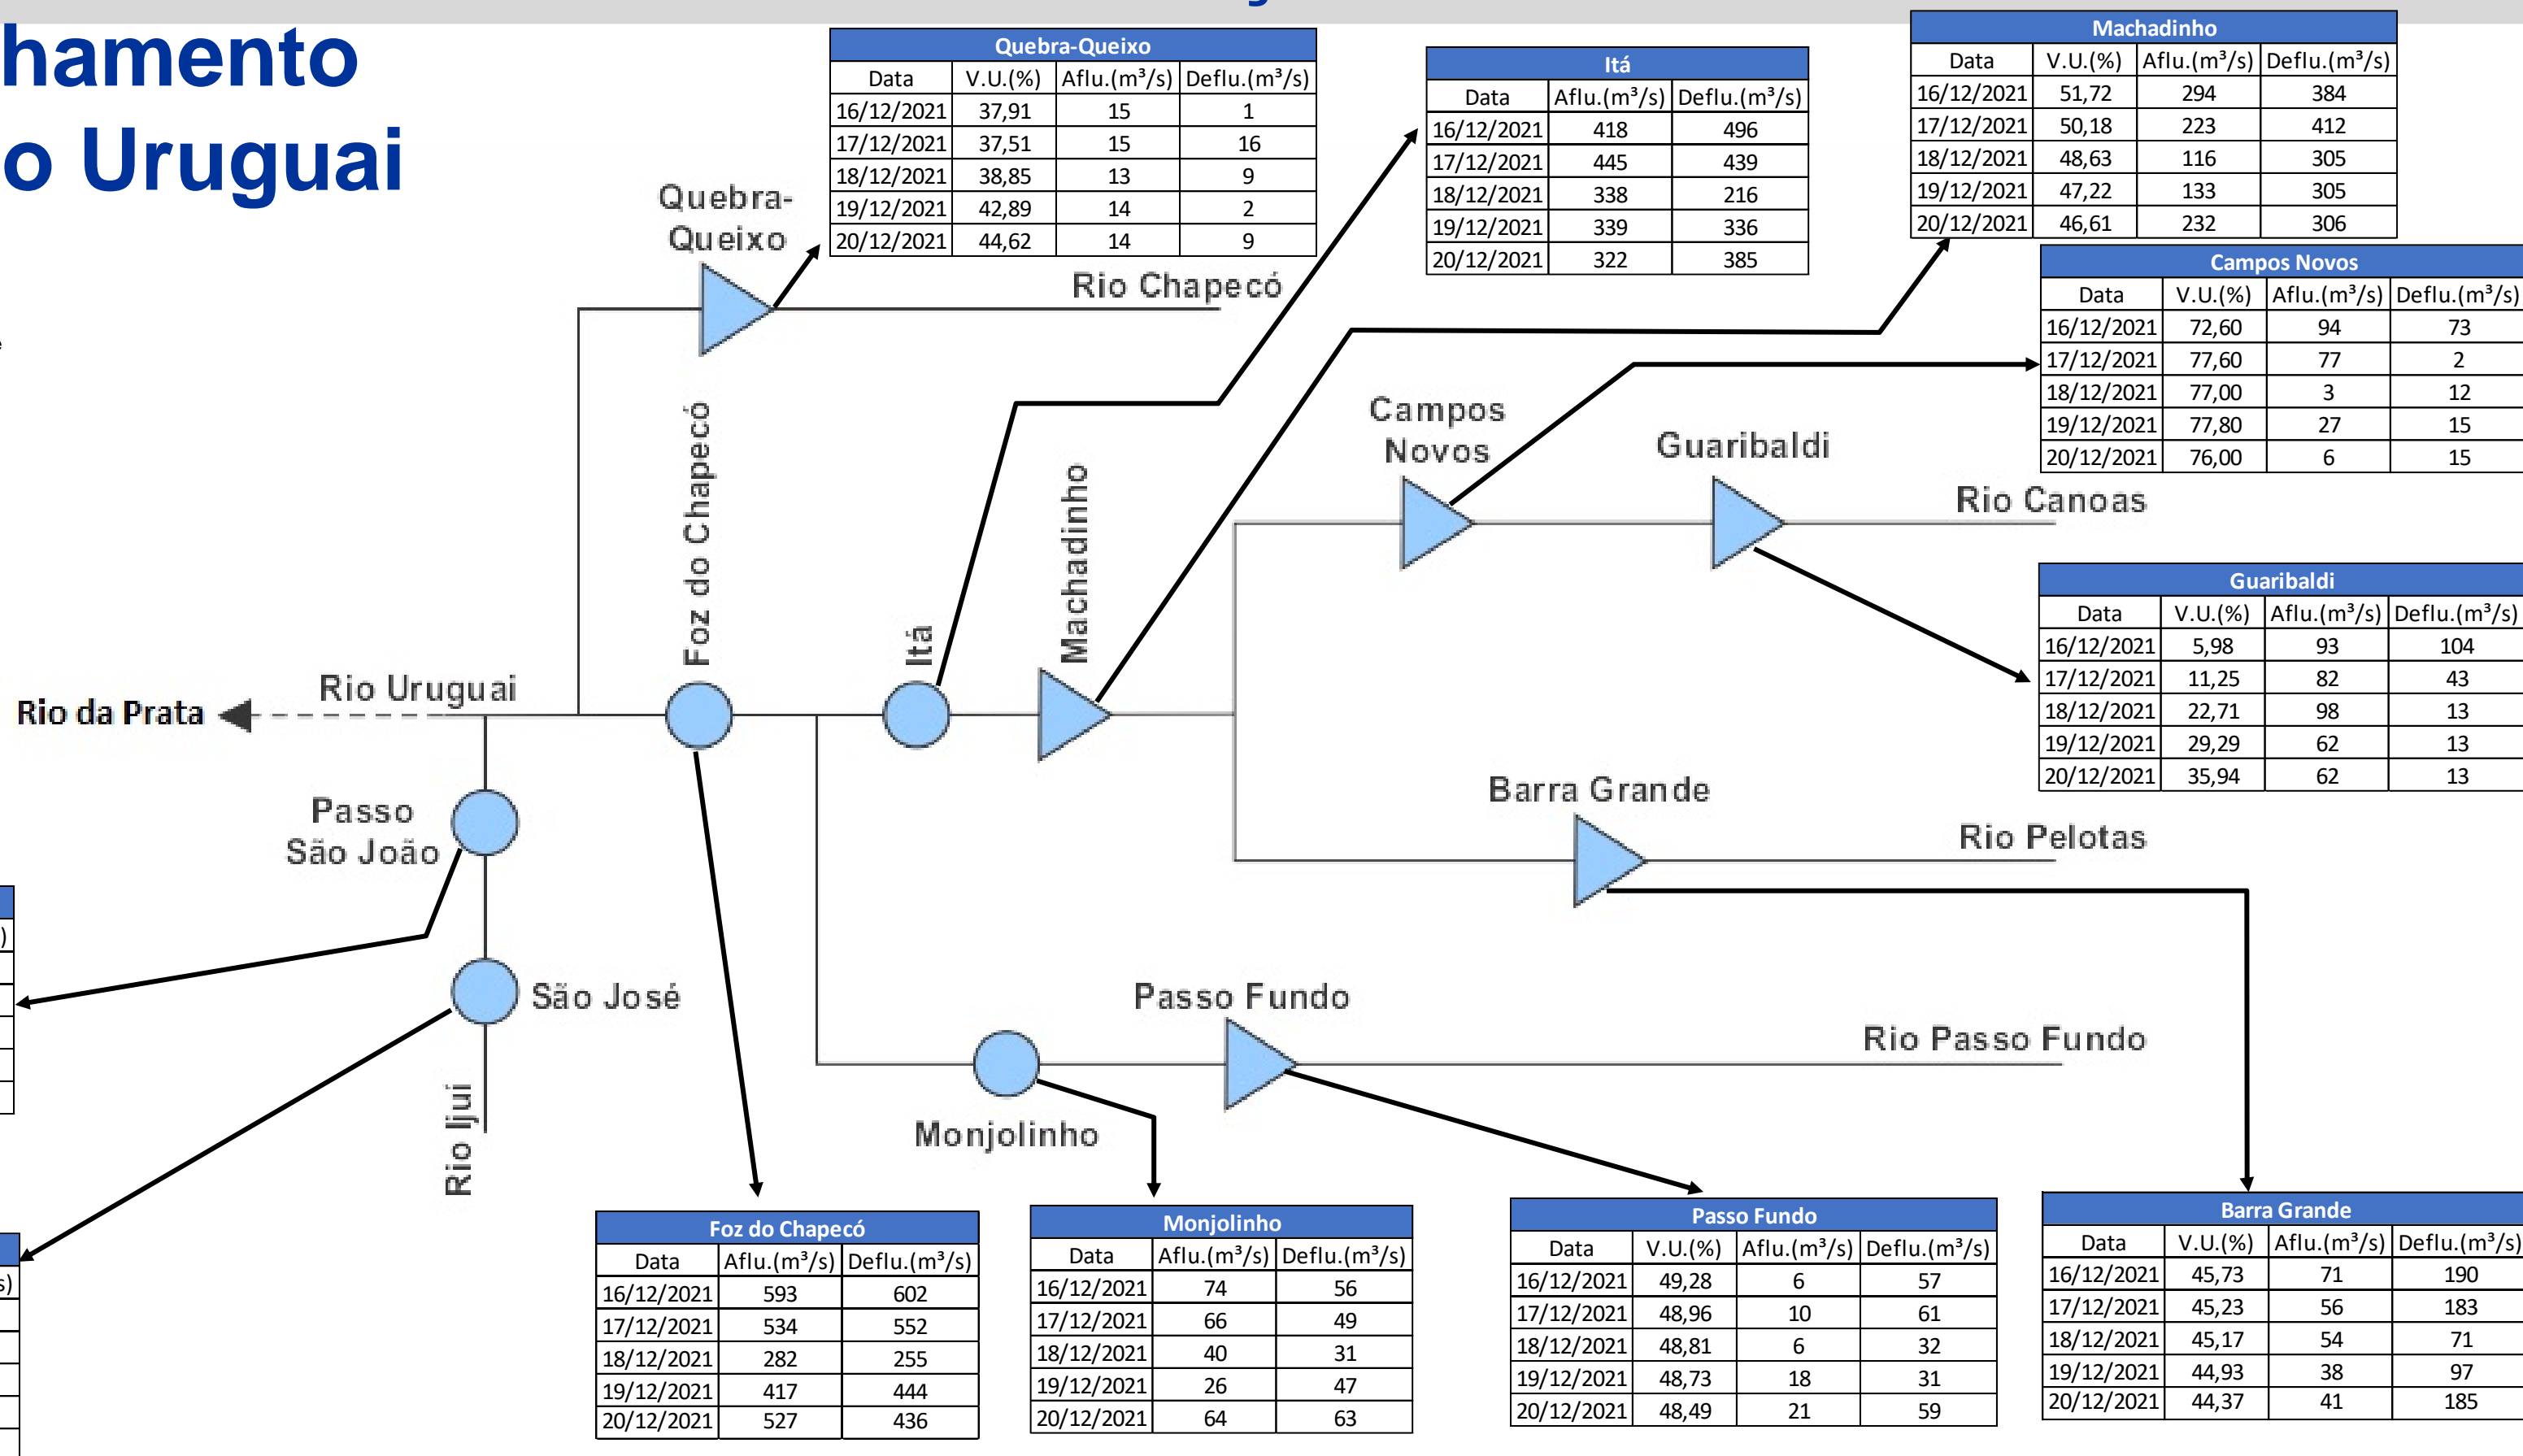 hamento
o Uruguai
Quebra-Queixo
Data V.U.(%) Aflu.(m³/s) Deflu.(m³/s)
16/12/2021 37,91 15 1
17/12/2021 37,51 15 16
18/12/2021 38,85 13 9
19/12/2021 42,89 14 2
20/12/2021 44,62 14 9
Itá
Data Aflu.(m³/s) Deflu.(m³/s)
16/12/2021 418 496
17/12/2021 445 439
18/12/2021 338 216
19/12/2021 339 336
20/12/2021 322 385
Machadinho
Data V.U.(%) Aflu.(m³/s) Deflu.(m³/s)
16/12/2021 51,72 294 384
17/12/2021 50,18 223 412
18/12/2021 48,63 116 305
19/12/2021 47,22 133 305
20/12/2021 46,61 232 306
Campos Novos
Data V.U.(%) Aflu.(m³/s) Deflu.(m³/s)
16/12/2021 72,60 94 73
17/12/2021 77,60 77 2
18/12/2021 77,00 3 12
19/12/2021 77,80 27 15
20/12/2021 76,00 6 15
Quebra-
Queixo
Rio Chapecó
Foz do Chapecó
Itá
Machadinho
Campos
Novos
Guaribaldi
Rio Canoas
Guaribaldi
Data V.U.(%) Aflu.(m³/s) Deflu.(m³/s)
16/12/2021 5,98 93 104
17/12/2021 11,25 82 43
18/12/2021 22,71 98 13
19/12/2021 29,29 62 13
20/12/2021 35,94 62 13
Rio da Prata
Rio Uruguai
Passo
São João
Barra Grande
Rio Pelotas
São José
Rio Ijui
Passo Fundo
Rio Passo Fundo
Monjolinho
Foz do Chapecó
Data Aflu.(m³/s) Deflu.(m³/s)
16/12/2021 593 602
17/12/2021 534 552
18/12/2021 282 255
19/12/2021 417 444
20/12/2021 527 436
Monjolinho
Data Aflu.(m³/s) Deflu.(m³/s)
16/12/2021 74 56
17/12/2021 66 49
18/12/2021 40 31
19/12/2021 26 47
20/12/2021 64 63
Passo Fundo
Data V.U.(%) Aflu.(m³/s) Deflu.(m³/s)
16/12/2021 49,28 6 57
17/12/2021 48,96 10 61
18/12/2021 48,81 6 32
19/12/2021 48,73 18 31
20/12/2021 48,49 21 59
Barra Grande
Data V.U.(%) Aflu.(m³/s) Deflu.(m³/s)
16/12/2021 45,73 71 190
17/12/2021 45,23 56 183
18/12/2021 45,17 54 71
19/12/2021 44,93 38 97
20/12/2021 44,37 41 185